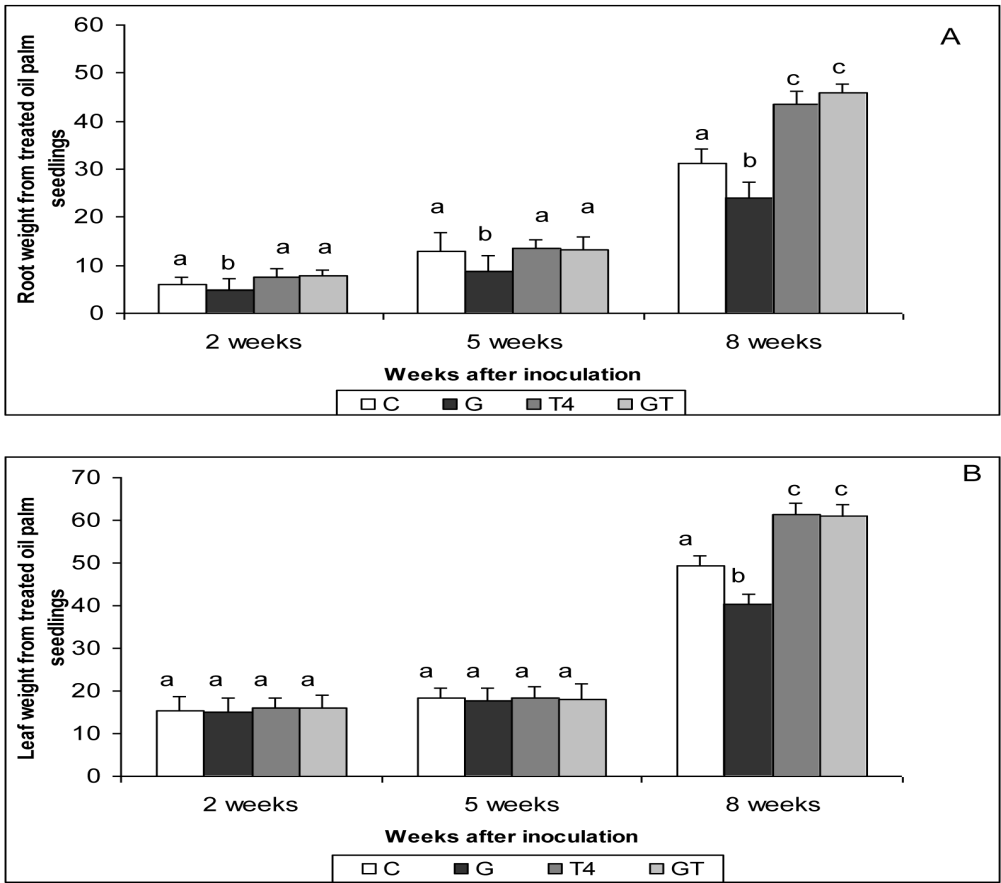 A
Root weight from treated oil palm
seedlings
60
50
40
30
20
10
0
a
b
a
a
a
b
a
a
a
b
c
c
2 weeks
5 weeks
8 weeks
Weeks after inoculation
C
G
T4
GT
B
Leaf weight from treated oil palm
seedlings
70
60
50
40
30
20
10
0
a
a
a
a
a
a
a
a
a
b
c
c
2 weeks
5 weeks
8 weeks
Weeks after inoculation
C
G
T4
GT